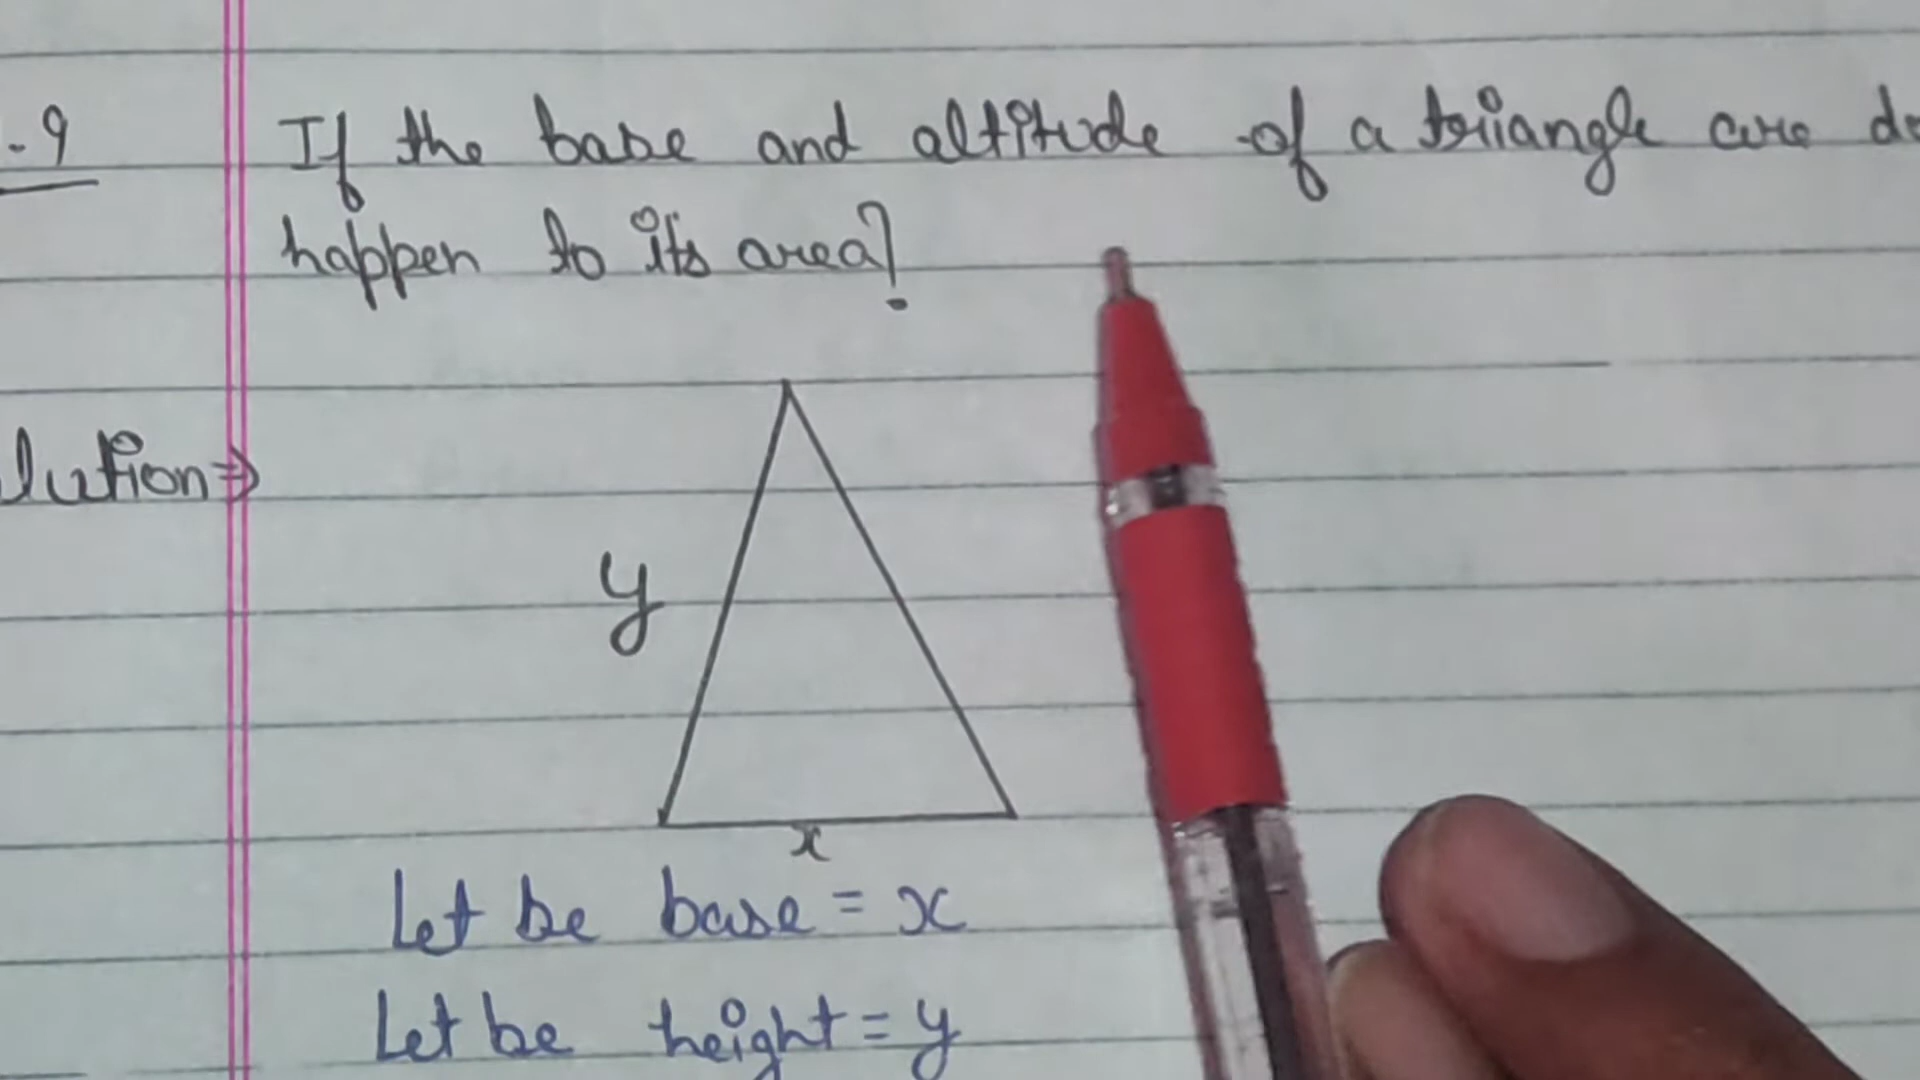 -9 If the base and altitude of a triangle are do
happen to its area?
lution⇒
y
x
Let be base = x
Let be height = y